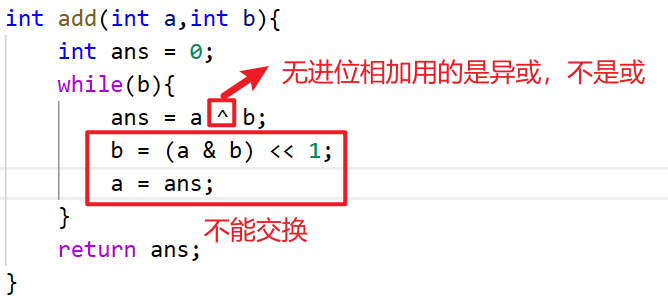 int add(int a,int b){
int ans = 0;
while(b){
无进位相加用的是异或，不是或
ans = a ^ b;
b = (a & b) << 1;
a = ans;
}
不能交换
return ans;
}